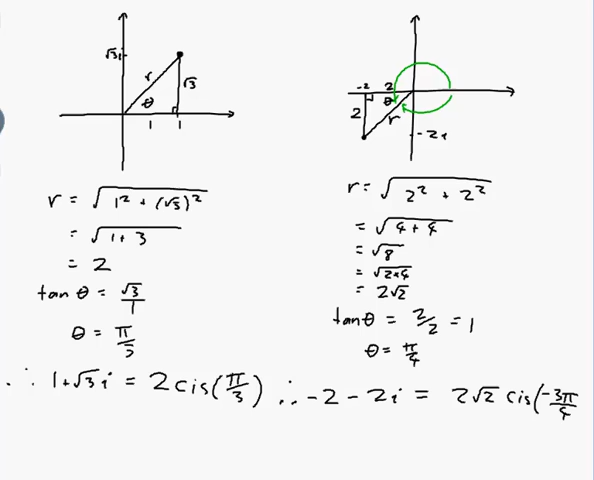 √3i
r
√3
θ
1
1
r = √(1² + (√3)²)
= √(1+3)
= 2
tan θ = √3/1
θ = π/3
∴ 1+√3 i = 2 cis(π/3)
-2 2
θ
2
r
-2i
r = √(2² + 2²)
= √(4+4)
= √8
= √(2×4)
= 2√2
tan θ = 2/2 = 1
θ = π/4
∴ -2 - 2i = 2√2 cis(-3π/4